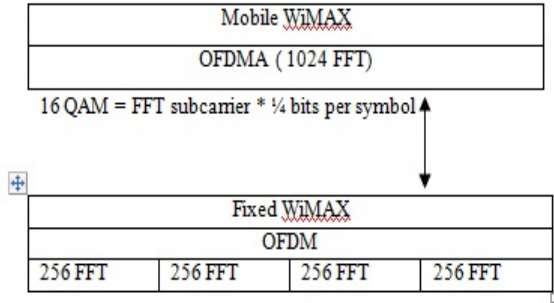 Mobile WiMAX
OFDMA ( 1024 FFT)
16 QAM = FFT subcarrier * ¼ bits per symbol
Fixed WiMAX
OFDM
256 FFT 256 FFT 256 FFT 256 FFT